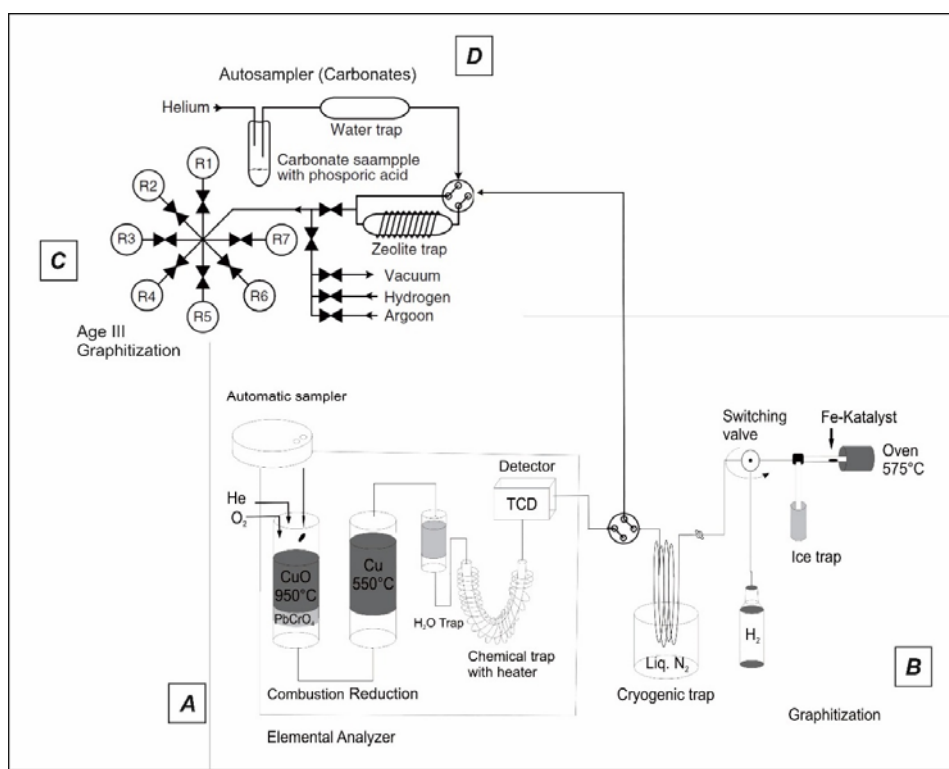 D
Autosampler (Carbonates)
Helium
Water trap
Carbonate saampple
with phosporic acid
R1
R2
R3
R7
R4
R6
R5
Zeolite trap
Vacuum
Hydrogen
Argoon
C
Age III
Graphitization
Automatic sampler
Switching
valve
Fe-Katalyst
Oven
575°C
Detector
TCD
He
O₂
CuO
950°C
PbCrO₄
Cu
550°C
H₂O Trap
Chemical trap
with heater
Ice trap
H₂
Liq. N₂
Cryogenic trap
B
A
Combustion Reduction
Graphitization
Elemental Analyzer